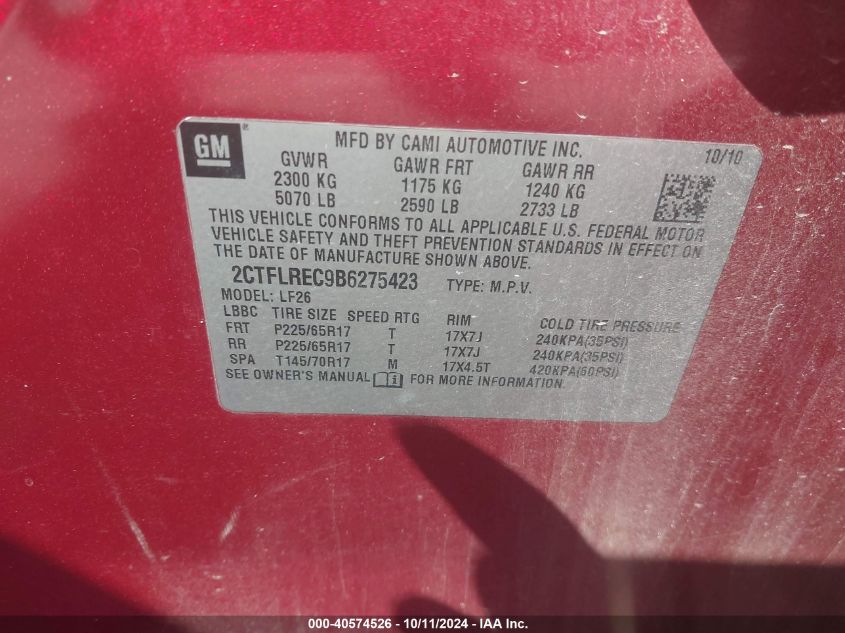 GM ®
MFD BY CAMI AUTOMOTIVE INC. 10/10
GVWR GAWR FRT GAWR RR
2300 KG 1175 KG 1240 KG
5070 LB 2590 LB 2733 LB
THIS VEHICLE CONFORMS TO ALL APPLICABLE U.S. FEDERAL MOTOR
VEHICLE SAFETY AND THEFT PREVENTION STANDARDS IN EFFECT ON
THE DATE OF MANUFACTURE SHOWN ABOVE.
2CTFLREC9B6275423 TYPE: M.P.V.
MODEL: LF26
LBBC TIRE SIZE SPEED RTG RIM COLD TIRE PRESSURE
FRT P225/65R17 T 17X7J 240KPA(35PSI)
RR P225/65R17 T 17X7J 240KPA(35PSI)
SPA T145/70R17 M 17X4.5T 420KPA(60PSI)
SEE OWNER'S MANUAL i FOR MORE INFORMATION.
000-40574526 - 10/11/2024 - IAA Inc.